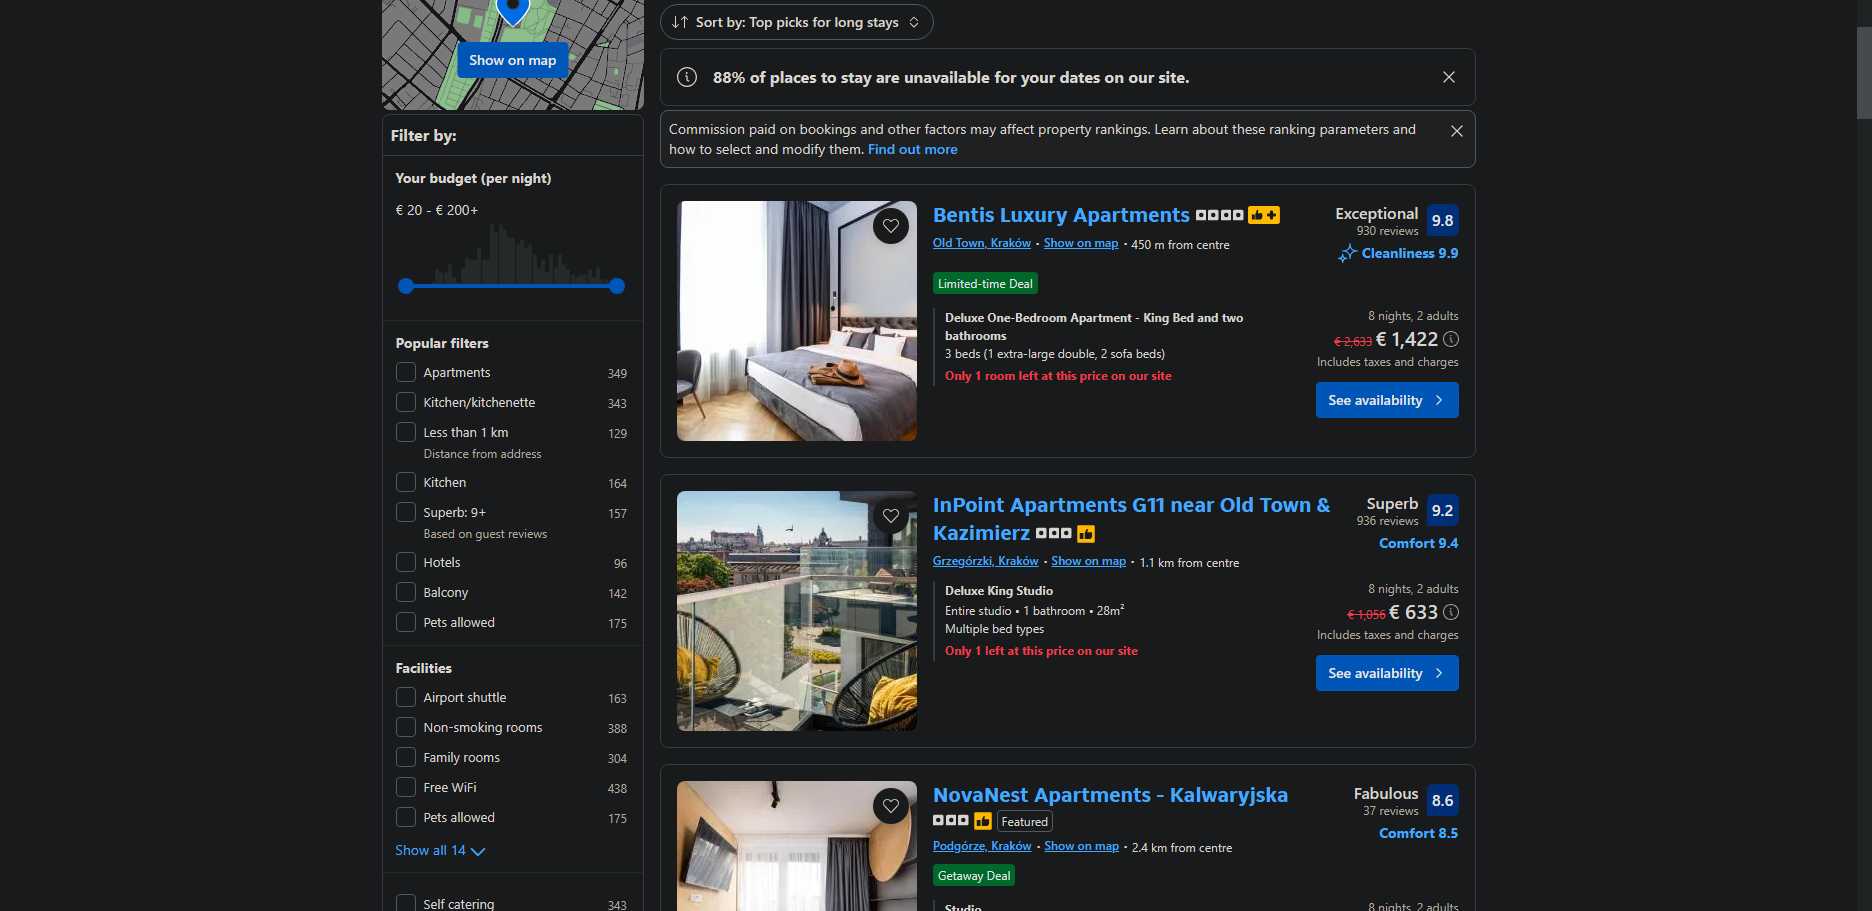 Show on map
Filter by:
Your budget (per night)
€ 20 - € 200+
Popular filters
Apartments 349
Kitchen/kitchenette 343
Less than 1 km 129
Distance from address
Kitchen 164
Superb: 9+ 157
Based on guest reviews
Hotels 96
Balcony 142
Pets allowed 175
Facilities
Airport shuttle 163
Non-smoking rooms 388
Family rooms 304
Free WiFi 438
Pets allowed 175
Show all 14
Self catering 343
Sort by: Top picks for long stays
88% of places to stay are unavailable for your dates on our site.
Commission paid on bookings and other factors may affect property rankings. Learn about these ranking parameters and
how to select and modify them. Find out more
Bentis Luxury Apartments
Old Town, Kraków • Show on map • 450 m from centre
Limited-time Deal
Deluxe One-Bedroom Apartment - King Bed and two
bathrooms
3 beds (1 extra-large double, 2 sofa beds)
Only 1 room left at this price on our site
Exceptional 9.8
930 reviews
Cleanliness 9.9
8 nights, 2 adults
€ 2,633 € 1,422
Includes taxes and charges
See availability
InPoint Apartments G11 near Old Town &
Kazimierz
Grzegórzki, Kraków • Show on map • 1.1 km from centre
Deluxe King Studio
Entire studio • 1 bathroom • 28m²
Multiple bed types
Only 1 left at this price on our site
Superb 9.2
936 reviews
Comfort 9.4
8 nights, 2 adults
€ 1,056 € 633
Includes taxes and charges
See availability
NovaNest Apartments - Kalwaryjska
Featured
Podgórze, Kraków • Show on map • 2.4 km from centre
Getaway Deal
Studio
Fabulous 8.6
37 reviews
Comfort 8.5
8 nights, 2 adults